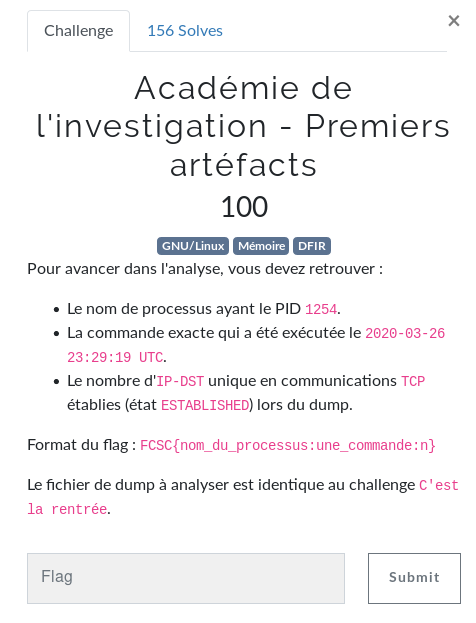 Challenge
156 Solves
×
Académie de
l'investigation - Premiers
artéfacts
100
GNU/Linux Mémoire DFIR
Pour avancer dans l'analyse, vous devez retrouver :
• Le nom de processus ayant le PID 1254.
• La commande exacte qui a été exécutée le 2020-03-26
23:29:19 UTC.
• Le nombre d'IP-DST unique en communications TCP
établies (état ESTABLISHED) lors du dump.
Format du flag : FCSC{nom_du_processus:une_commande:n}
Le fichier de dump à analyser est identique au challenge C'est
la rentrée.
Flag
Submit